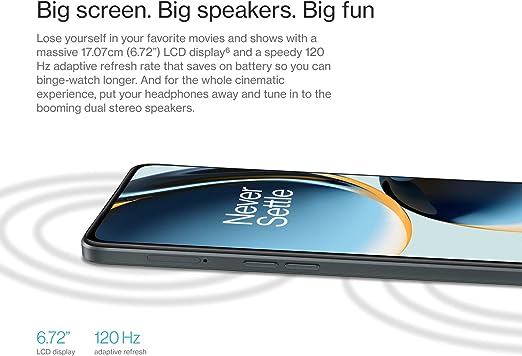 Big screen. Big speakers. Big fun
Lose yourself in your favorite movies and shows with a
massive 17.07cm (6.72") LCD display⁶ and a speedy 120
Hz adaptive refresh rate that saves on battery so you can
binge-watch longer. And for the whole cinematic
experience, put your headphones away and tune in to the
booming dual stereo speakers.
Never
Settle
6.72" 120 Hz
LCD display adaptive refresh